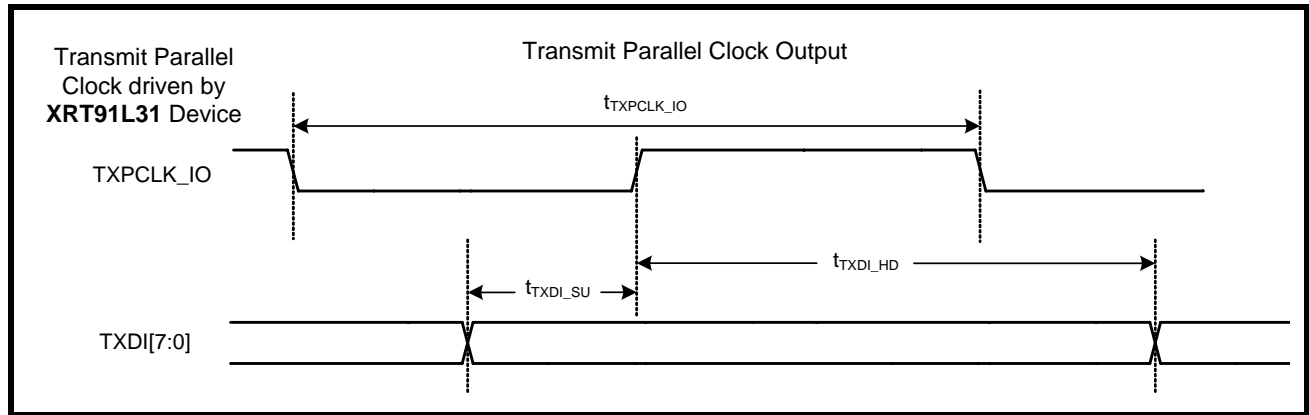 Transmit Parallel
Clock driven by
XRT91L31 Device
Transmit Parallel Clock Output
tTXPCLK_IO
TXPCLK_IO
tTXDI_HD
tTXDI_SU
TXDI[7:0]